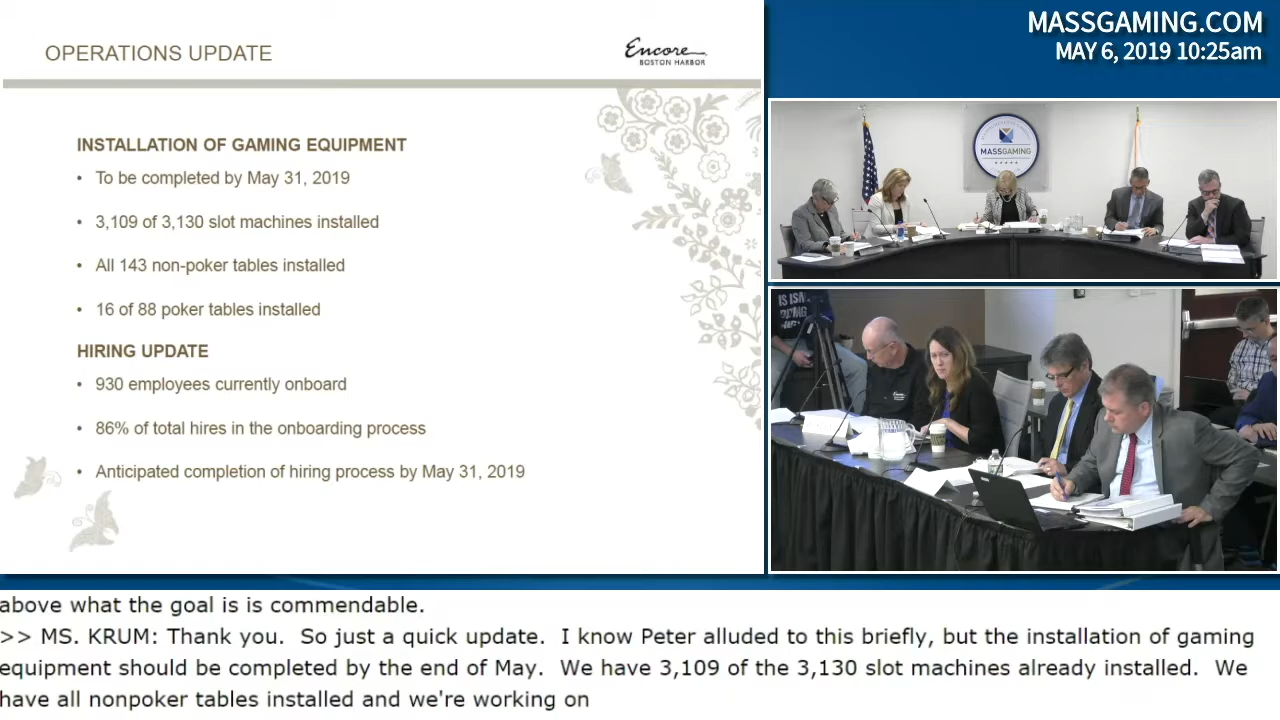 OPERATIONS UPDATE
Encore
BOSTON HARBOR
INSTALLATION OF GAMING EQUIPMENT
• To be completed by May 31, 2019
• 3,109 of 3,130 slot machines installed
• All 143 non-poker tables installed
• 16 of 88 poker tables installed
HIRING UPDATE
• 930 employees currently onboard
• 86% of total hires in the onboarding process
• Anticipated completion of hiring process by May 31, 2019
MASSGAMING.COM
MAY 6, 2019 10:25am
MASSGAMING
above what the goal is is commendable.
>> MS. KRUM: Thank you.  So just a quick update.  I know Peter alluded to this briefly, but the installation of gaming
equipment should be completed by the end of May.  We have 3,109 of the 3,130 slot machines already installed.  We
have all nonpoker tables installed and we're working on